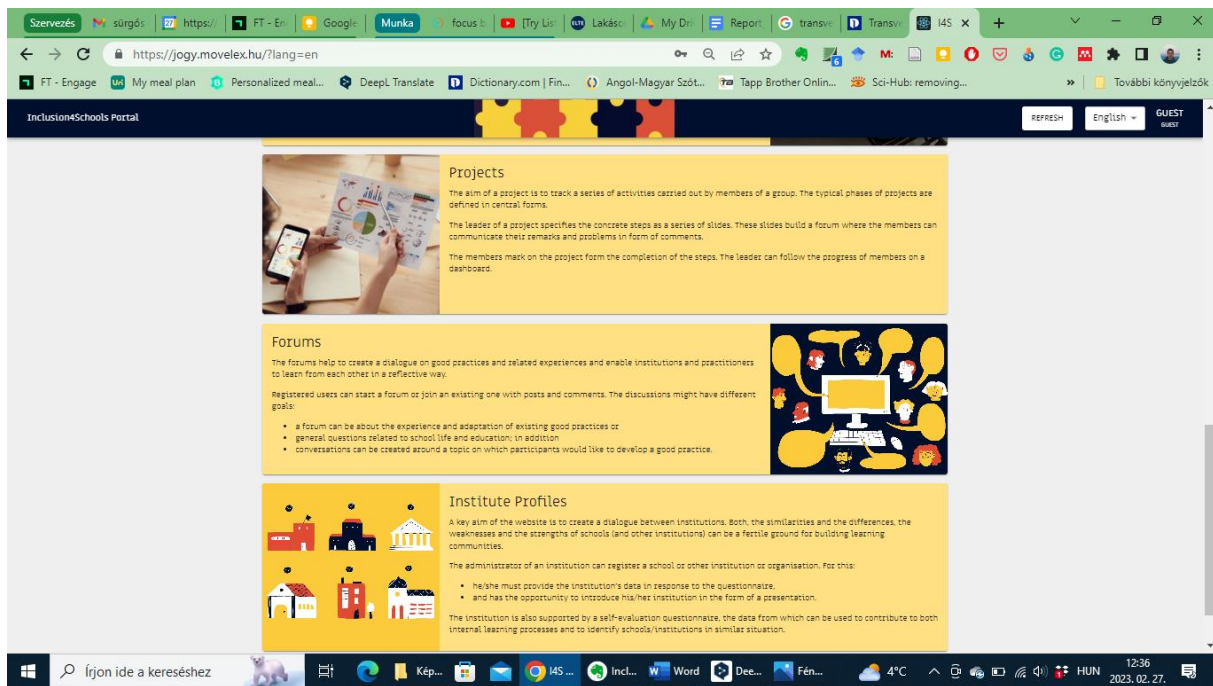 Szervezés sürgős https:// FT - En Google Munka focus b [Try Lis Lakásc My Dri Report G transve Transv I4S +
https://jogy.movelex.hu/?lang=en
FT - Engage My meal plan Personalized meal... DeepL Translate Dictionary.com | Fin... Angol-Magyar Szót... Tapp Brother Onlin... Sci-Hub: removing... » További könyvjelzők
Inclusion4Schools Portal REFRESH English GUEST
GUEST
Projects
The aim of a project is to track a series of activities carried out by members of a group. The typical phases of projects are
defined in central forms.
The leader of a project specifies the concrete steps as a series of slides. These slides build a forum where the members can
communicate their remarks and problems in form of comments.
The members mark on the project form the completion of the steps. The leader can follow the progress of members on a
dashboard.
Forums
The forums help to create a dialogue on good practices and related experiences and enable institutions and practitioners
to learn from each other in a reflective way.
Registered users can start a forum or join an existing one with posts and comments. The discussions might have different
goals:
• a forum can be about the experience and adaptation of existing good practices or
• general questions related to school life and education; in addition
• conversations can be created around a topic on which participants would like to develop a good practice.
Institute Profiles
A key aim of the website is to create a dialogue between institutions. Both, the similarities and the differences, the
weaknesses and the strengths of schools (and other institutions) can be a fertile ground for building learning
communities.
The administrator of an institution can register a school or other institution or organisation. For this:
• he/she must provide the institution's data in response to the questionnaire,
• and has the opportunity to introduce his/her institution in the form of a presentation.
The institution is also supported by a self-evaluation questionnaire, the data from which can be used to contribute to both
internal learning processes and to identify schools/institutions in similar situation.
Írjon ide a kereséshez Kép... I4S ... Incl... Word Dee... Fén... 4°C HUN 12:36
2023. 02. 27.